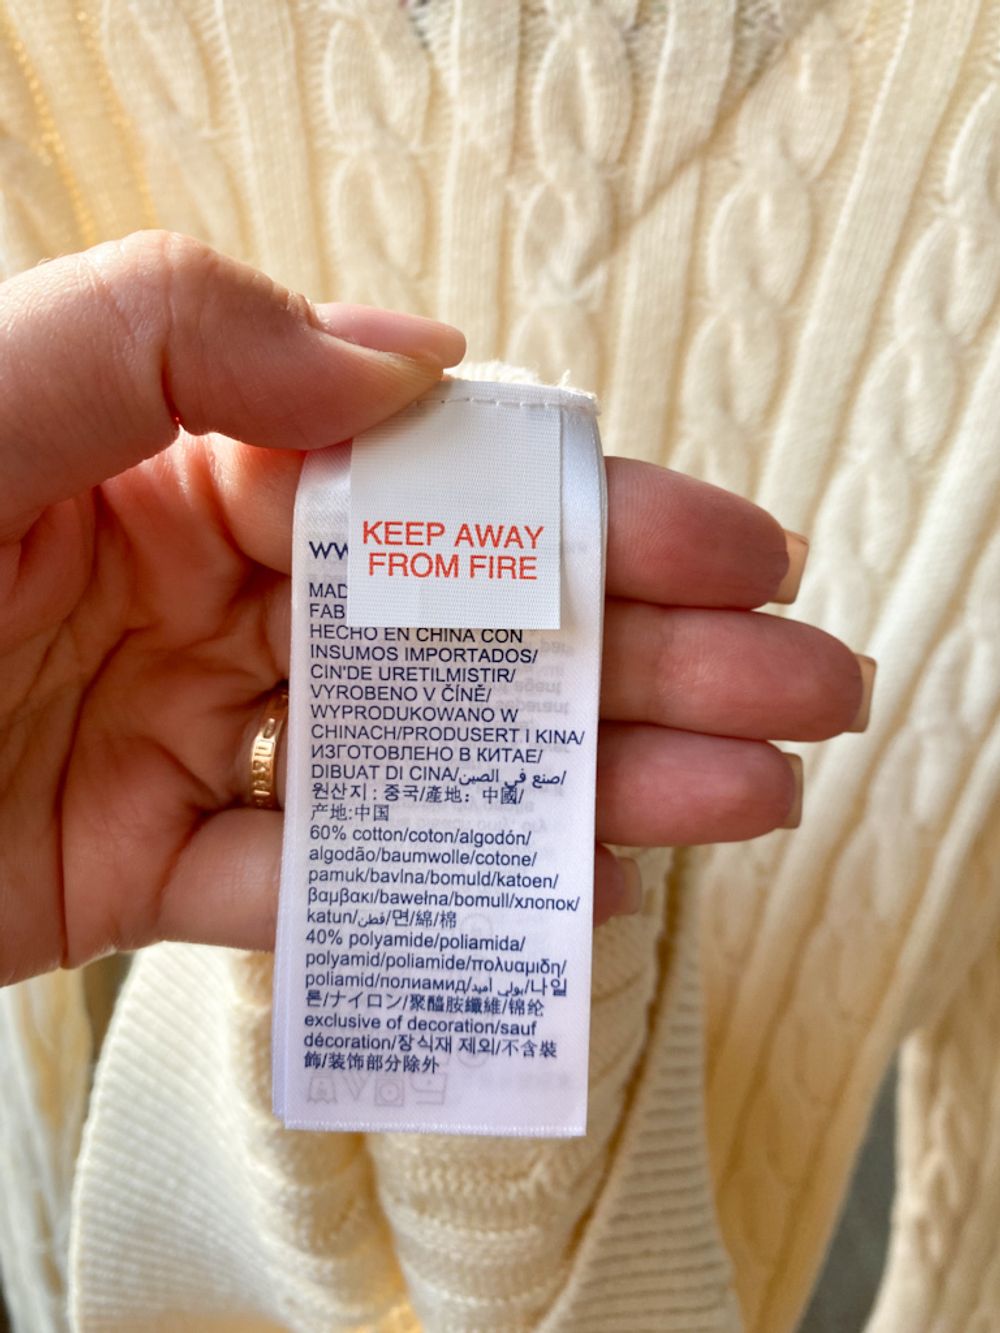 KEEP AWAY
FROM FIRE
HECHO EN CHINA CON
INSUMOS IMPORTADOS/
CIN'DE URETILMISTIR/
VYROBENO V ČÍNĚ/
WYPRODUKOWANO W
CHINACH/PRODUSERT I KINA/
ИЗГОТОВЛЕНО В КИТАЕ/
DIBUAT DI CINA/صنع في الصين/
원산지: 중국/產地: 中國/
产地:中国
60% cotton/coton/algodón/
algodão/baumwolle/cotone/
pamuk/bavlna/bomuld/katoen/
βαμβακι/bawełna/bomull/хлопок/
katun/قطن/면/綿/棉
40% polyamide/poliamida/
polyamid/poliamide/πολυαμιδη/
poliamid/полиамид/بولي أميد/나일
론/ナイロン/聚醯胺纖維/锦纶
exclusive of decoration/sauf
décoration/장식재 제외/不含裝
飾/装饰部分除外